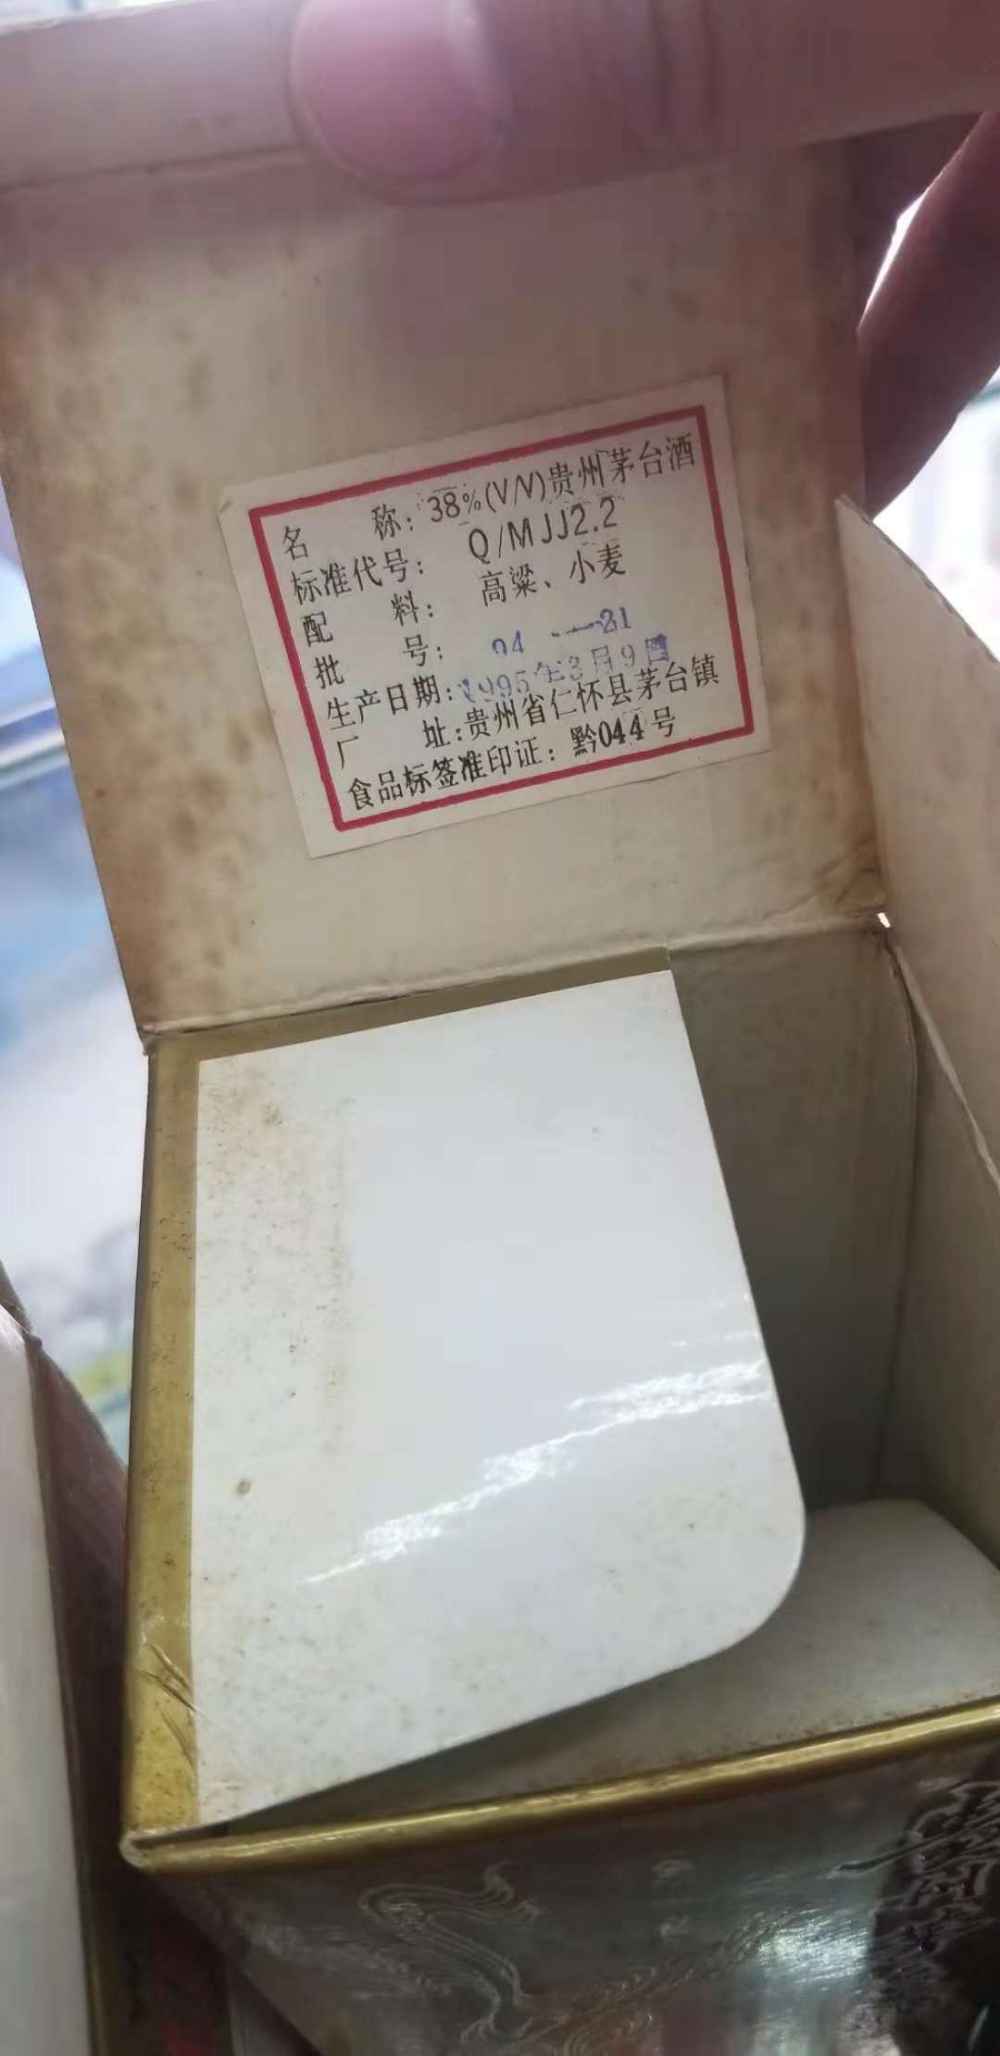 名　　称：38%(V/V)贵州茅台酒
标准代号：　Q/MJJ2.2
配　　料：　高粱、小麦
批　　号：　94　—21
生产日期：1995年3月9日
厂　　址：贵州省仁怀县茅台镇
食品标签准印证：黔044号